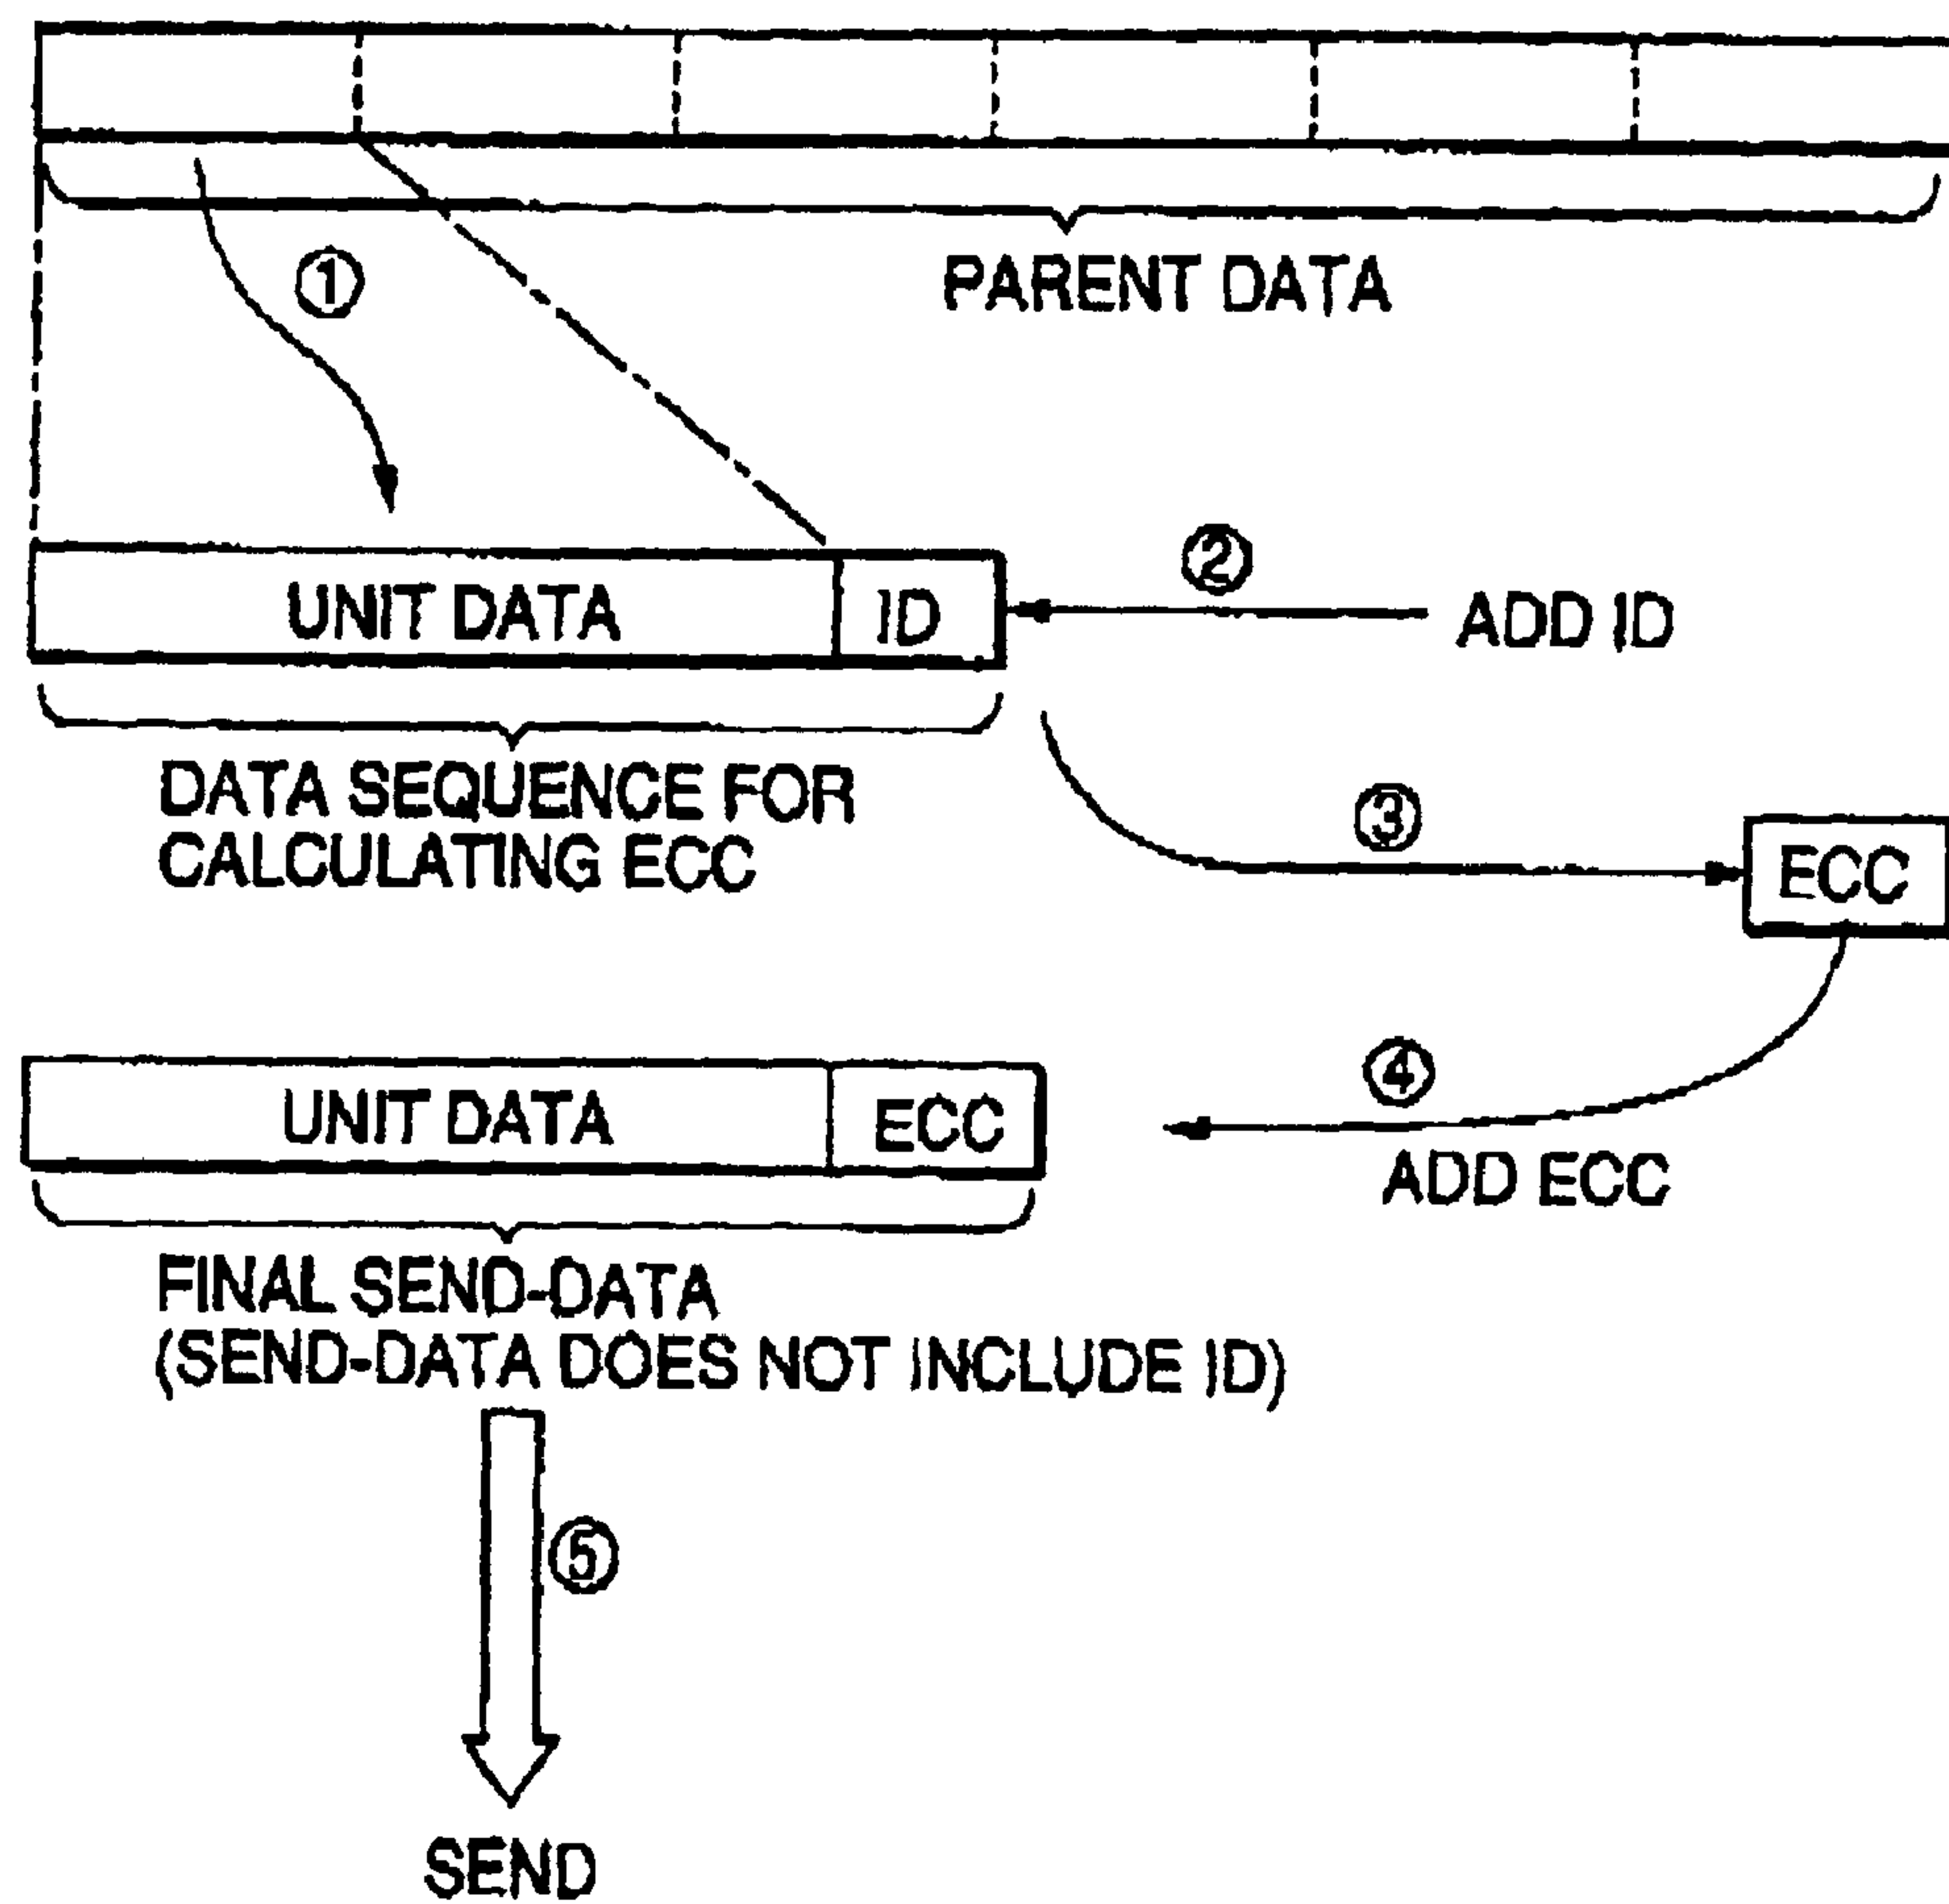 PARENT DATA
①
UNIT DATA
ID
②
ADD ID
DATA SEQUENCE FOR
CALCULATING ECC
③
ECC
UNIT DATA
ECC
④
ADD ECC
FINAL SEND-DATA
(SEND-DATA DOES NOT INCLUDE ID)
⑤
SEND